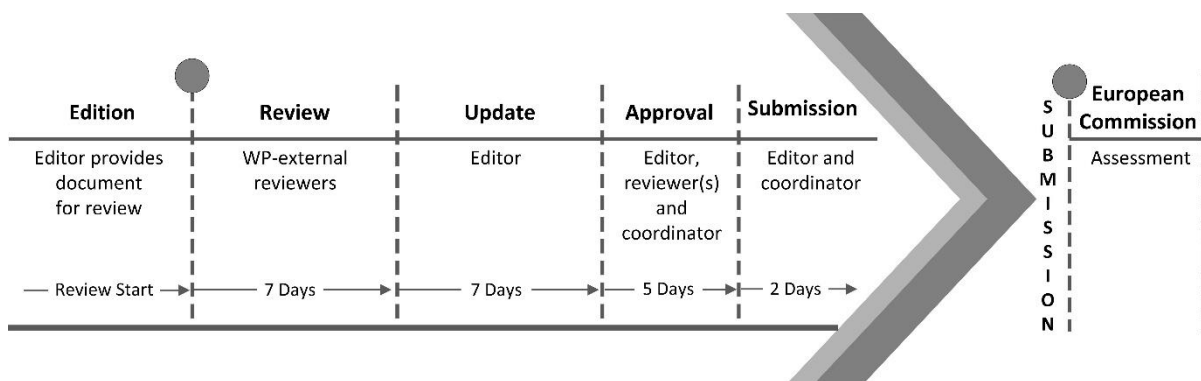 Edition
Review
Update
Approval
Submission
Editor provides
document
for review
WP-external
reviewers
Editor
Editor,
reviewer(s)
and
coordinator
Editor and
coordinator
Review Start
7 Days
7 Days
5 Days
2 Days
SUBMISSION
European
Commission
Assessment